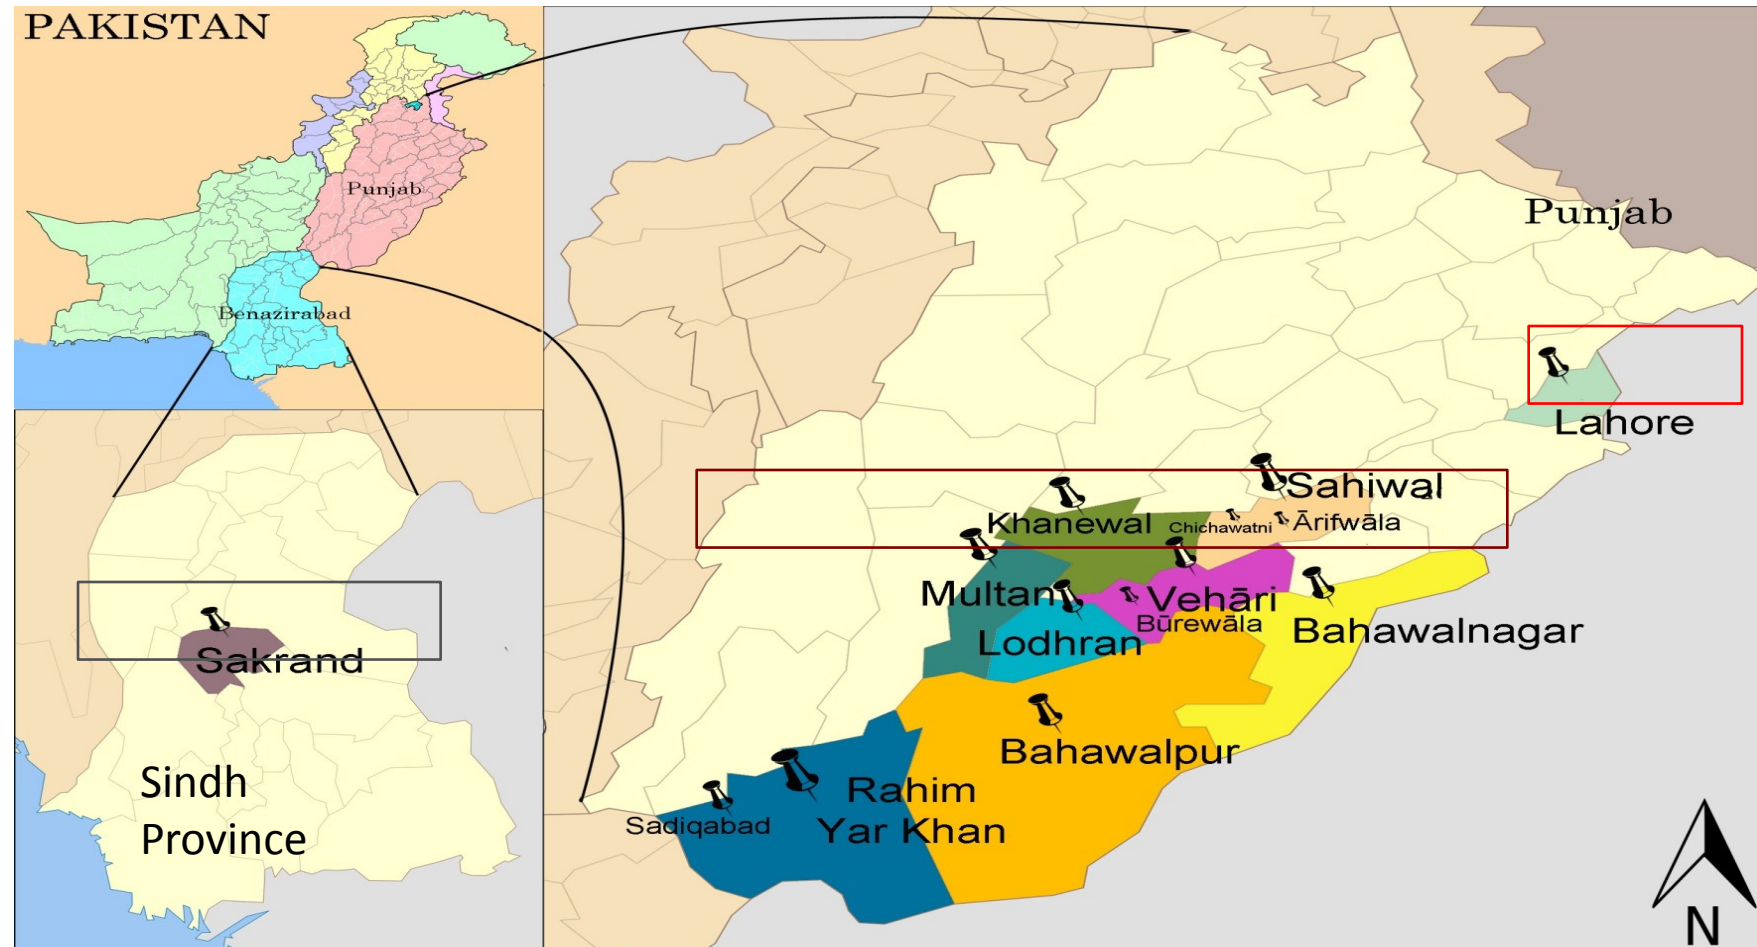 PAKISTAN
Punjab
Benazirabad
Sakrand
Sindh
Province
Punjab
Lahore
Sahiwal
Khanewal
Chichawatni
Ārifwāla
Multan
Vehāri
Būrewāla
Lodhran
Bahawalnagar
Bahawalpur
Rahim
Yar Khan
Sadiqabad
N